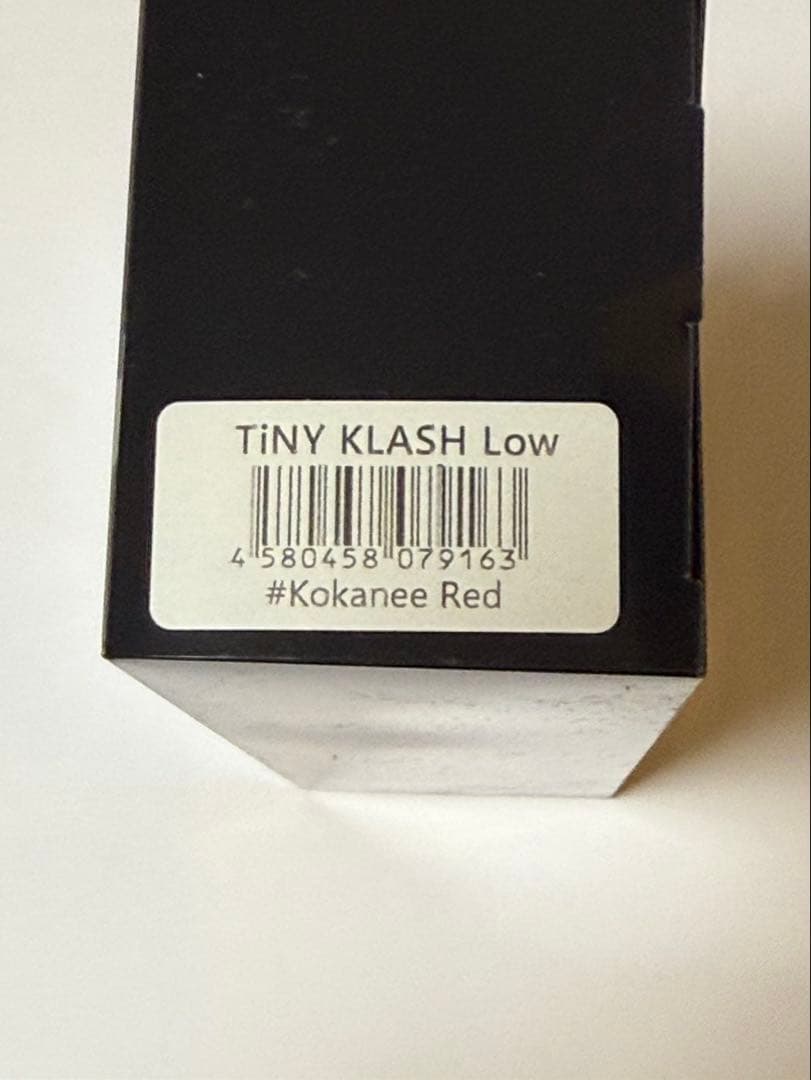 TiNY KLASH Low
4 580458 079163
#Kokanee Red